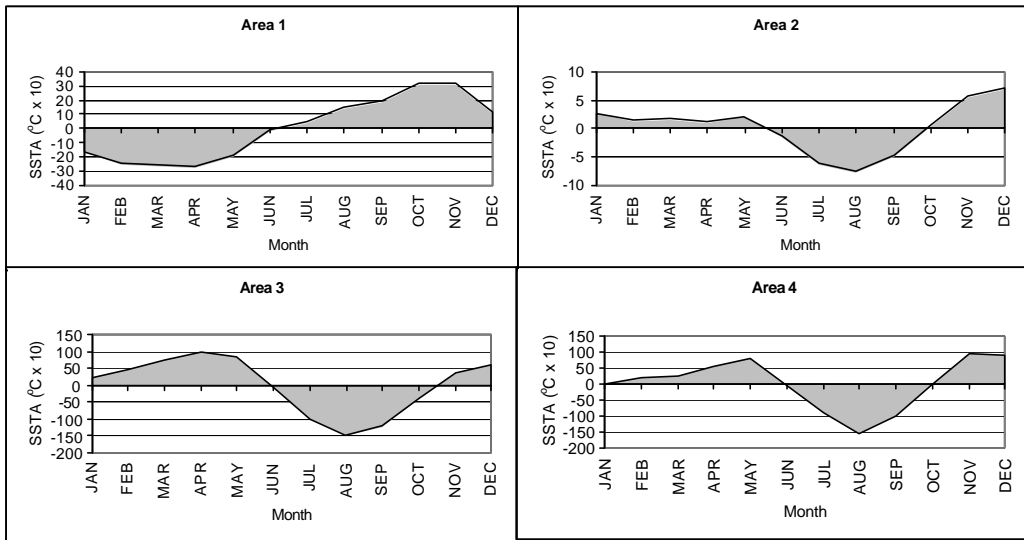 Area 1
SSTA (⁰C x 10)
40
30
20
10
0
-10
-20
-30
-40
JAN
FEB
MAR
APR
MAY
JUN
JUL
AUG
SEP
OCT
NOV
DEC
Month
Area 2
SSTA (⁰C x 10)
10
5
0
-5
-10
JAN
FEB
MAR
APR
MAY
JUN
JUL
AUG
SEP
OCT
NOV
DEC
Month
Area 3
SSTA (⁰C x 10)
150
100
50
0
-50
-100
-150
-200
JAN
FEB
MAR
APR
MAY
JUN
JUL
AUG
SEP
OCT
NOV
DEC
Month
Area 4
SSTA (⁰C x 10)
150
100
50
0
-50
-100
-150
-200
JAN
FEB
MAR
APR
MAY
JUN
JUL
AUG
SEP
OCT
NOV
DEC
Month